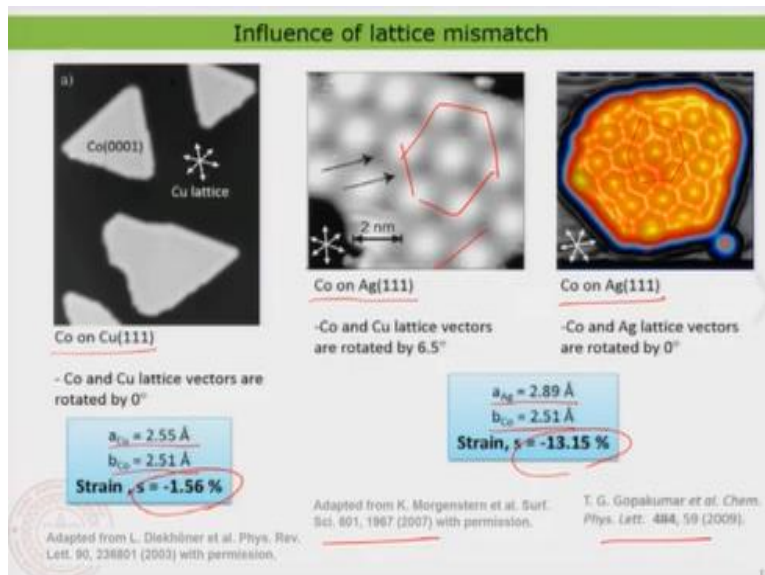 Influence of lattice mismatch
a)
Co(0001)
Cu lattice
Co on Cu(111)
- Co and Cu lattice vectors are
rotated by 0°
a_Cu = 2.55 Å
b_Co = 2.51 Å
Strain , s = -1.56 %
Adapted from L. Diekhöner et al. Phys. Rev.
Lett. 90, 236801 (2003) with permission.
2 nm
Co on Ag(111)
-Co and Cu lattice vectors
are rotated by 6.5°
Co on Ag(111)
-Co and Ag lattice vectors
are rotated by 0°
a_Ag = 2.89 Å
b_Co = 2.51 Å
Strain, s = -13.15 %
Adapted from K. Morgenstern et al. Surf.
Sci. 601, 1967 (2007) with permission.
T. G. Gopakumar et al. Chem.
Phys. Lett. 484, 59 (2009).